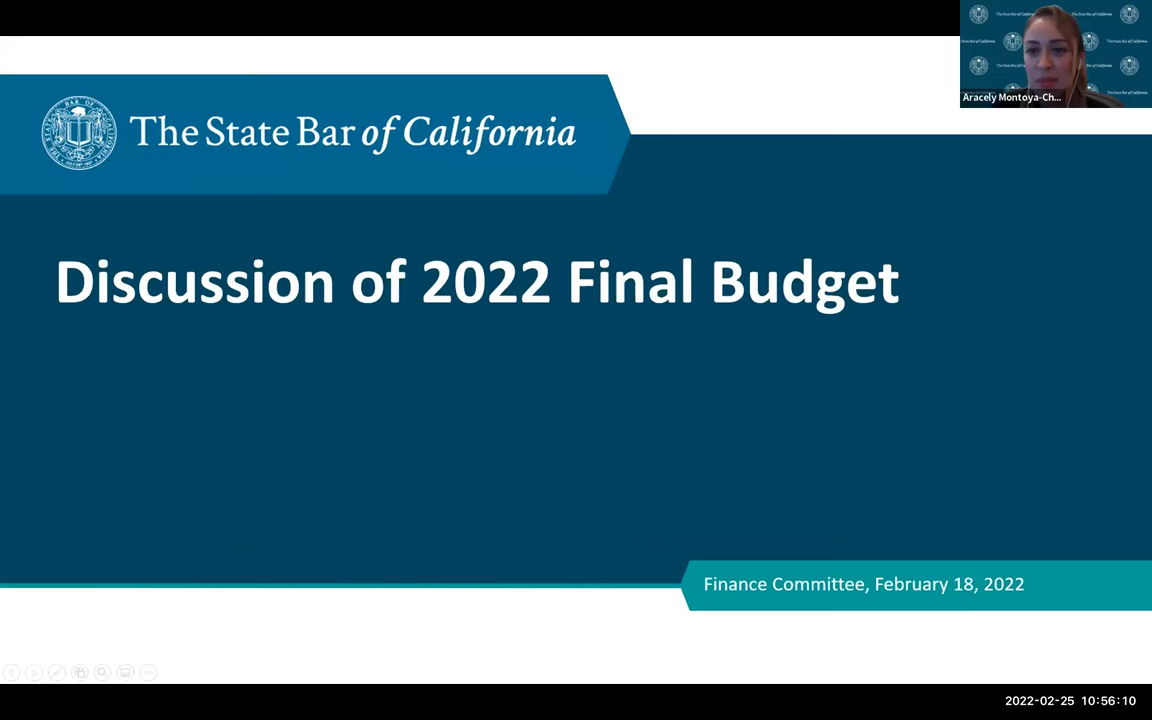 The State Bar of California
Aracely Montoya-Ch...
Discussion of 2022 Final Budget
Finance Committee, February 18, 2022
2022-02-25 10:56:10